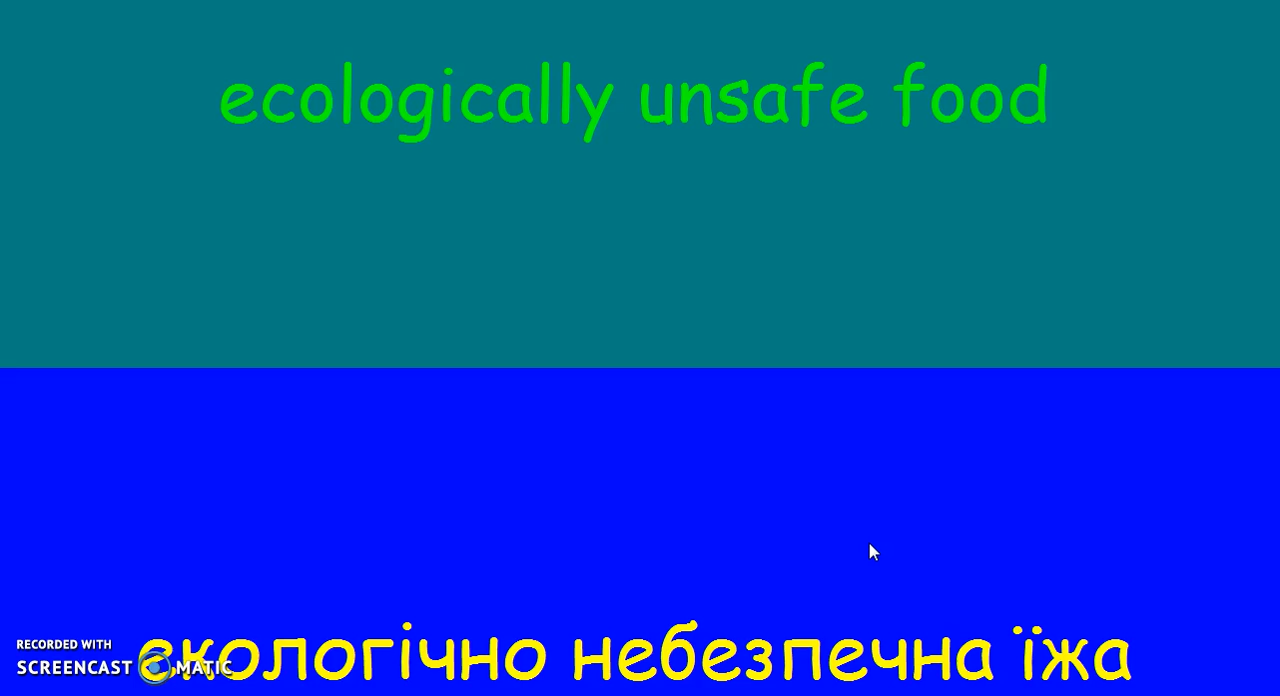 ecologically unsafe food
екологічно небезпечна їжа
RECORDED WITH
SCREENCAST MATIC